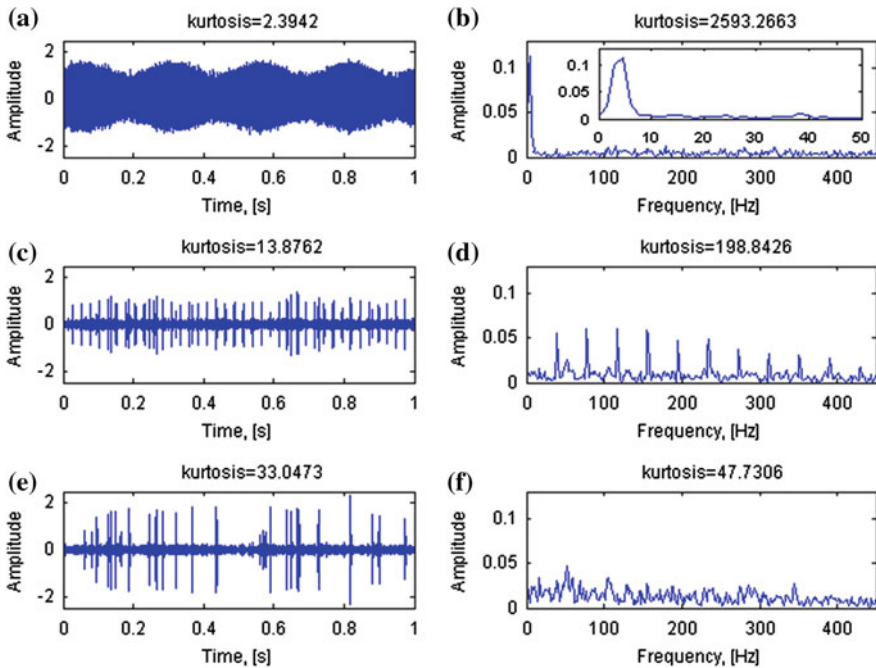 (a)
kurtosis=2.3942
Amplitude
2
0
-2
0 0.2 0.4 0.6 0.8 1
Time, [s]
(b)
kurtosis=2593.2663
Amplitude
0.1
0.05
0
0.1
0.05
0
0 10 20 30 40 50
0 100 200 300 400
Frequency, [Hz]
(c)
kurtosis=13.8762
Amplitude
2
0
-2
0 0.2 0.4 0.6 0.8 1
Time, [s]
(d)
kurtosis=198.8426
Amplitude
0.1
0.05
0
0 100 200 300 400
Frequency, [Hz]
(e)
kurtosis=33.0473
Amplitude
2
0
-2
0 0.2 0.4 0.6 0.8 1
Time, [s]
(f)
kurtosis=47.7306
Amplitude
0.1
0.05
0
0 100 200 300 400
Frequency, [Hz]